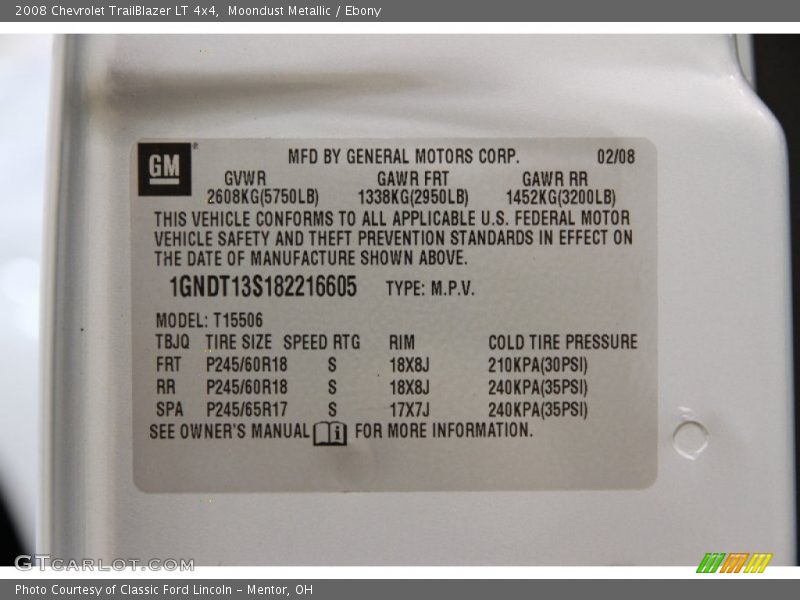 2008 Chevrolet TrailBlazer LT 4x4,  Moondust Metallic / Ebony
GM® MFD BY GENERAL MOTORS CORP. 02/08
GVWR GAWR FRT GAWR RR
2608KG(5750LB) 1338KG(2950LB) 1452KG(3200LB)
THIS VEHICLE CONFORMS TO ALL APPLICABLE U.S. FEDERAL MOTOR
VEHICLE SAFETY AND THEFT PREVENTION STANDARDS IN EFFECT ON
THE DATE OF MANUFACTURE SHOWN ABOVE.
1GNDT13S182216605 TYPE: M.P.V.
MODEL: T15506
TBJQ TIRE SIZE SPEED RTG RIM COLD TIRE PRESSURE
FRT P245/60R18 S 18X8J 210KPA(30PSI)
RR P245/60R18 S 18X8J 240KPA(35PSI)
SPA P245/65R17 S 17X7J 240KPA(35PSI)
SEE OWNER'S MANUAL i FOR MORE INFORMATION.
GTcarlot.com
Photo Courtesy of Classic Ford Lincoln - Mentor, OH